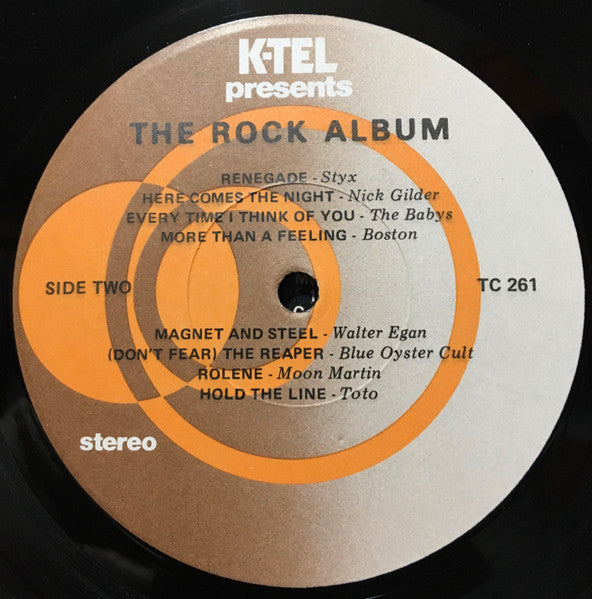 K-TEL
presents
THE ROCK ALBUM
RENEGADE - Styx
HERE COMES THE NIGHT - Nick Gilder
EVERY TIME I THINK OF YOU - The Babys
MORE THAN A FEELING - Boston
SIDE TWO
TC 261
MAGNET AND STEEL - Walter Egan
(DON'T FEAR) THE REAPER - Blue Oyster Cult
ROLENE - Moon Martin
HOLD THE LINE - Toto
stereo